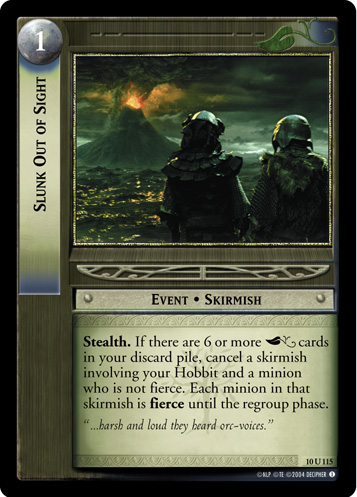 1
Slunk Out of Sight
Event • Skirmish
Stealth. If there are 6 or more cards
in your discard pile, cancel a skirmish
involving your Hobbit and a minion
who is not fierce. Each minion in that
skirmish is fierce until the regroup phase.
“...harsh and loud they heard orc-voices.”
10 U 115
©NLP ©TE ©2004 DECIPHER